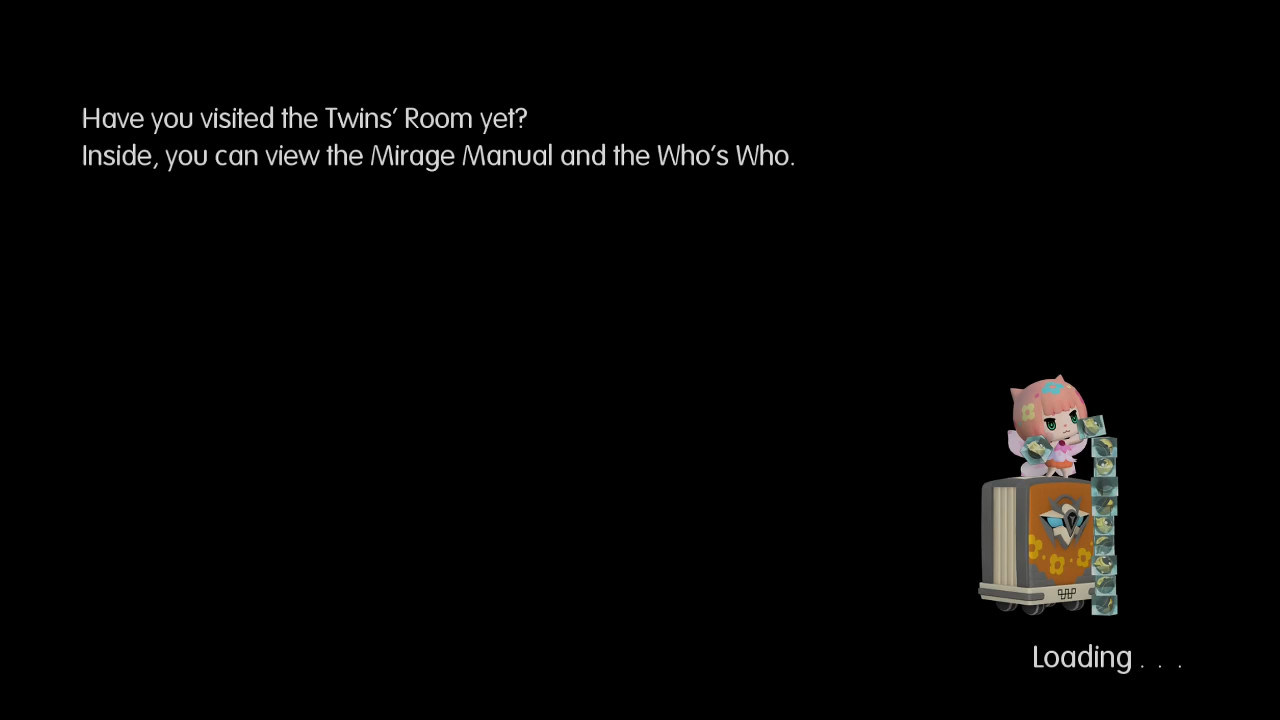 Have you visited the Twins' Room yet?
Inside, you can view the Mirage Manual and the Who's Who.
Loading . . .